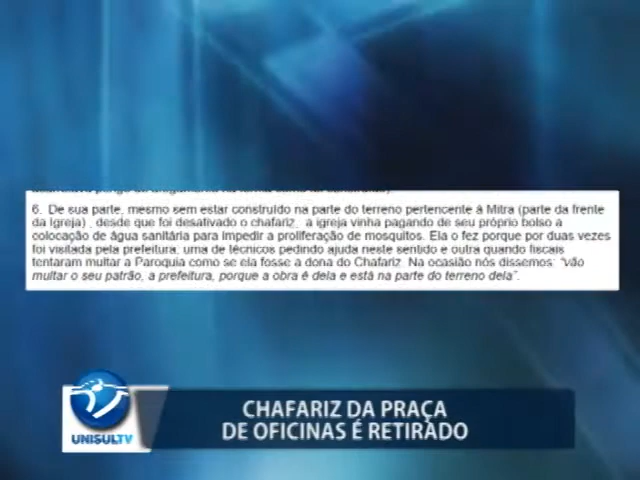 6. De sua parte, mesmo sem estar construído na parte do terreno pertencente à Mitra (parte da frente
da Igreja) , desde que foi desativado o chafariz, a igreja vinha pagando de seu próprio bolso a
colocação de água sanitária para impedir a proliferação de mosquitos. Ela o fez porque por duas vezes
foi visitada pela prefeitura; uma de técnicos pedindo ajuda neste sentido e outra quando fiscais
tentaram multar a Paroquia como se ela fosse a dona do Chafariz. Na ocasião nós dissemos: "vão
multar o seu patrão, a prefeitura, porque a obra é dela e está na parte do terreno dela".
CHAFARIZ DA PRAÇA
DE OFICINAS É RETIRADO
UNISULTV